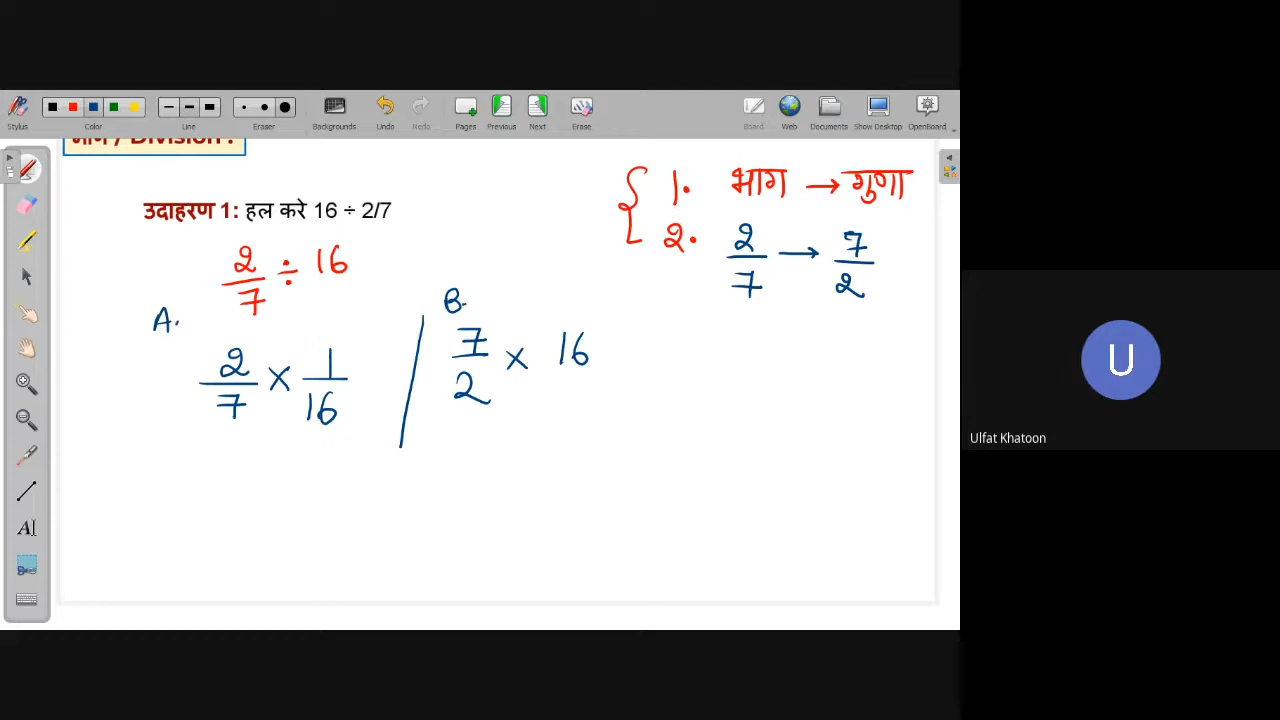 Stylus Color Line Eraser Backgrounds Undo Redo Pages Previous Next Erase Board Web Documents Show Desktop OpenBoard
भाग / Division :
उदाहरण 1: हल करे 16 ÷ 2/7
2/7 ÷ 16
A.
2/7 × 1/16
B.
7/2 × 16
1. भाग → गुणा
2. 2/7 → 7/2
U
Ulfat Khatoon